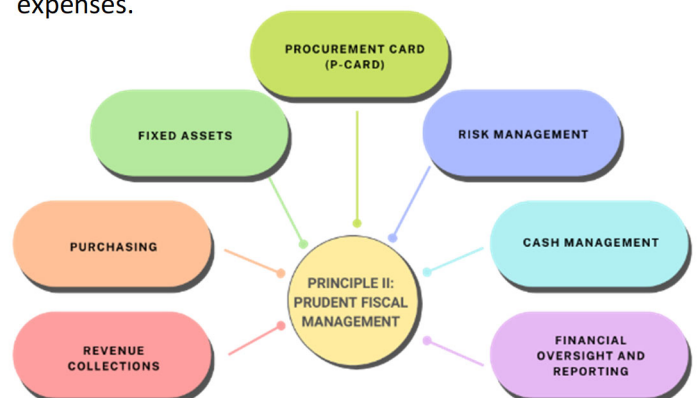 expenses.
PROCUREMENT CARD
(P-CARD)
FIXED ASSETS
RISK MANAGEMENT
PURCHASING
CASH MANAGEMENT
PRINCIPLE II:
PRUDENT FISCAL
MANAGEMENT
REVENUE
COLLECTIONS
FINANCIAL
OVERSIGHT AND
REPORTING